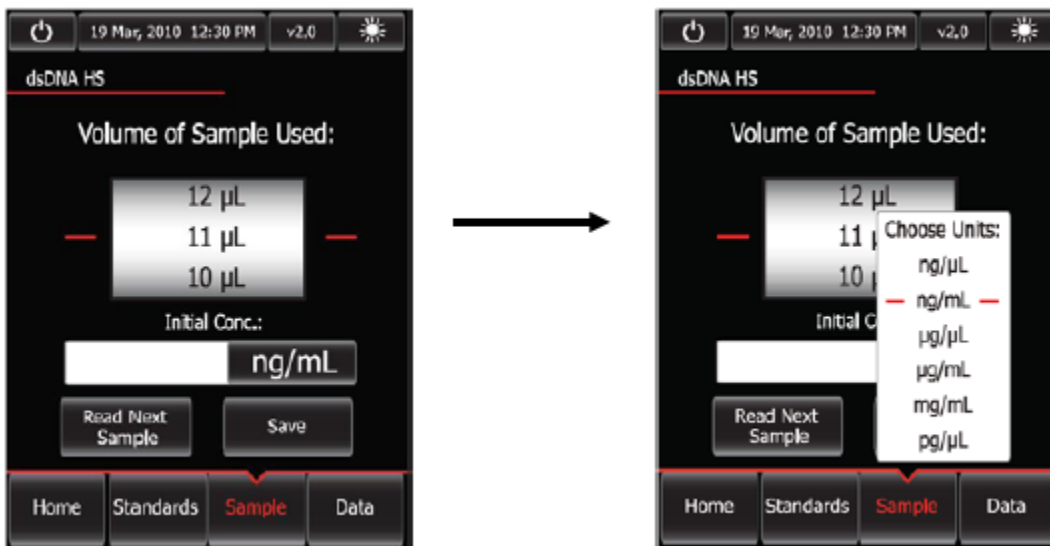 19 Mar, 2010 12:30 PM v2.0
dsDNA HS
Volume of Sample Used:
12 µL
11 µL
10 µL
Initial Conc.:
ng/mL
Read Next
Sample
Save
Home Standards Sample Data
19 Mar, 2010 12:30 PM v2.0
dsDNA HS
Volume of Sample Used:
12 µL
11 µ
10 µ
Initial C
Choose Units:
ng/µL
ng/mL
µg/µL
µg/mL
mg/mL
pg/µL
Read Next
Sample
Home Standards Sample Data